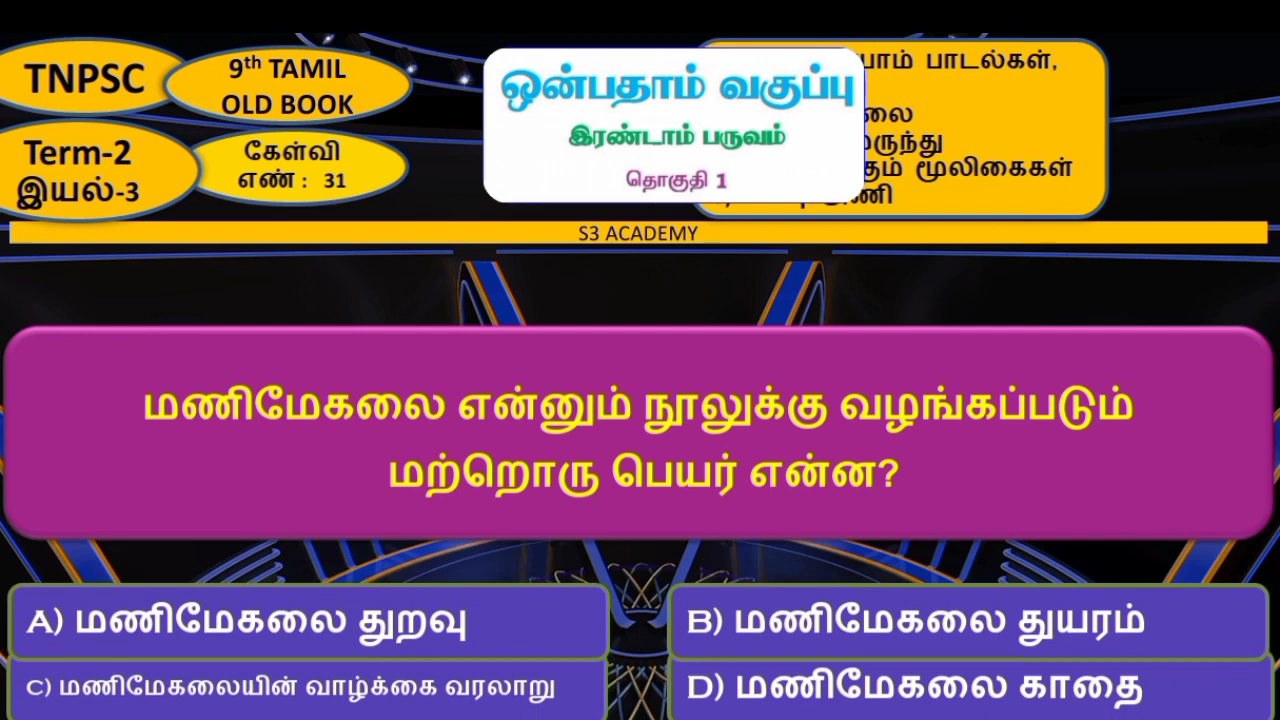 TNPSC
9th TAMIL
OLD BOOK
Term-2
இயல்-3
கேள்வி
எண் : 31
ஒன்பதாம் வகுப்பு
இரண்டாம் பருவம்
தொகுதி 1
பாடல்கள்,
மூலிகைகள்
S3 ACADEMY
மணிமேகலை என்னும் நூலுக்கு வழங்கப்படும்
மற்றொரு பெயர் என்ன?
A) மணிமேகலை துறவு
B) மணிமேகலை துயரம்
C) மணிமேகலையின் வாழ்க்கை வரலாறு
D) மணிமேகலை காதை